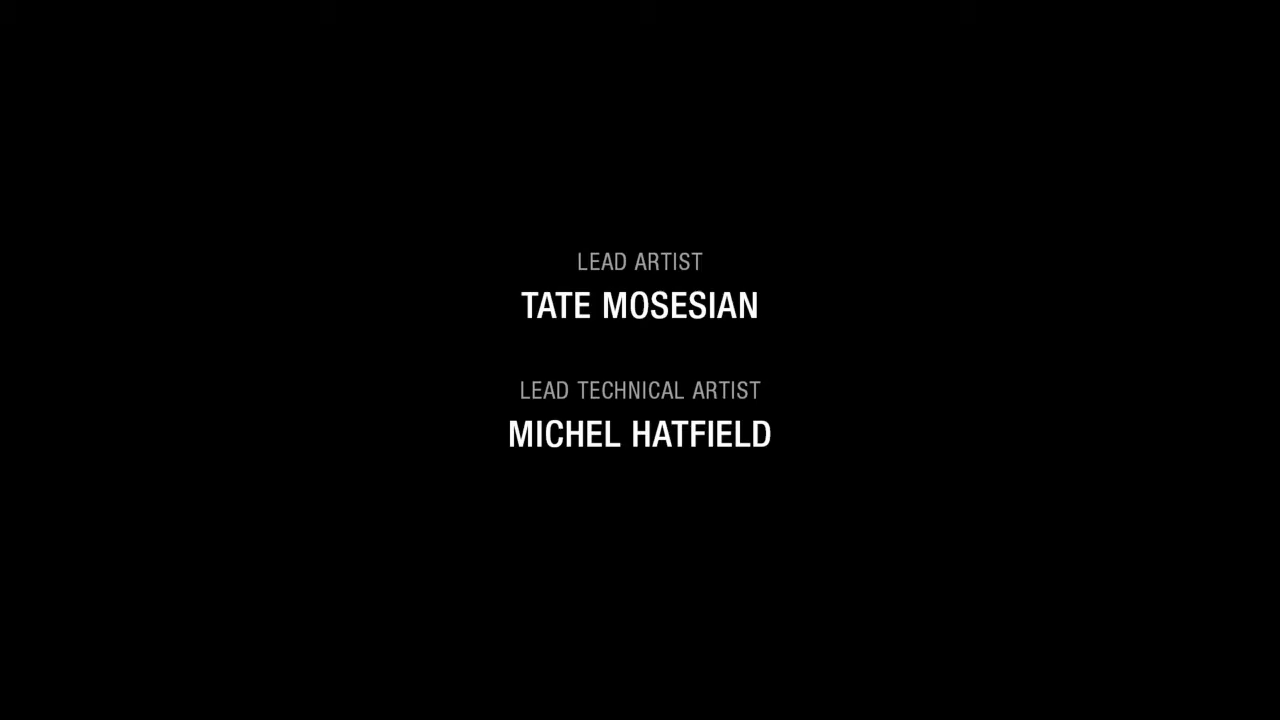 LEAD ARTIST
TATE MOSESIAN
LEAD TECHNICAL ARTIST
MICHEL HATFIELD